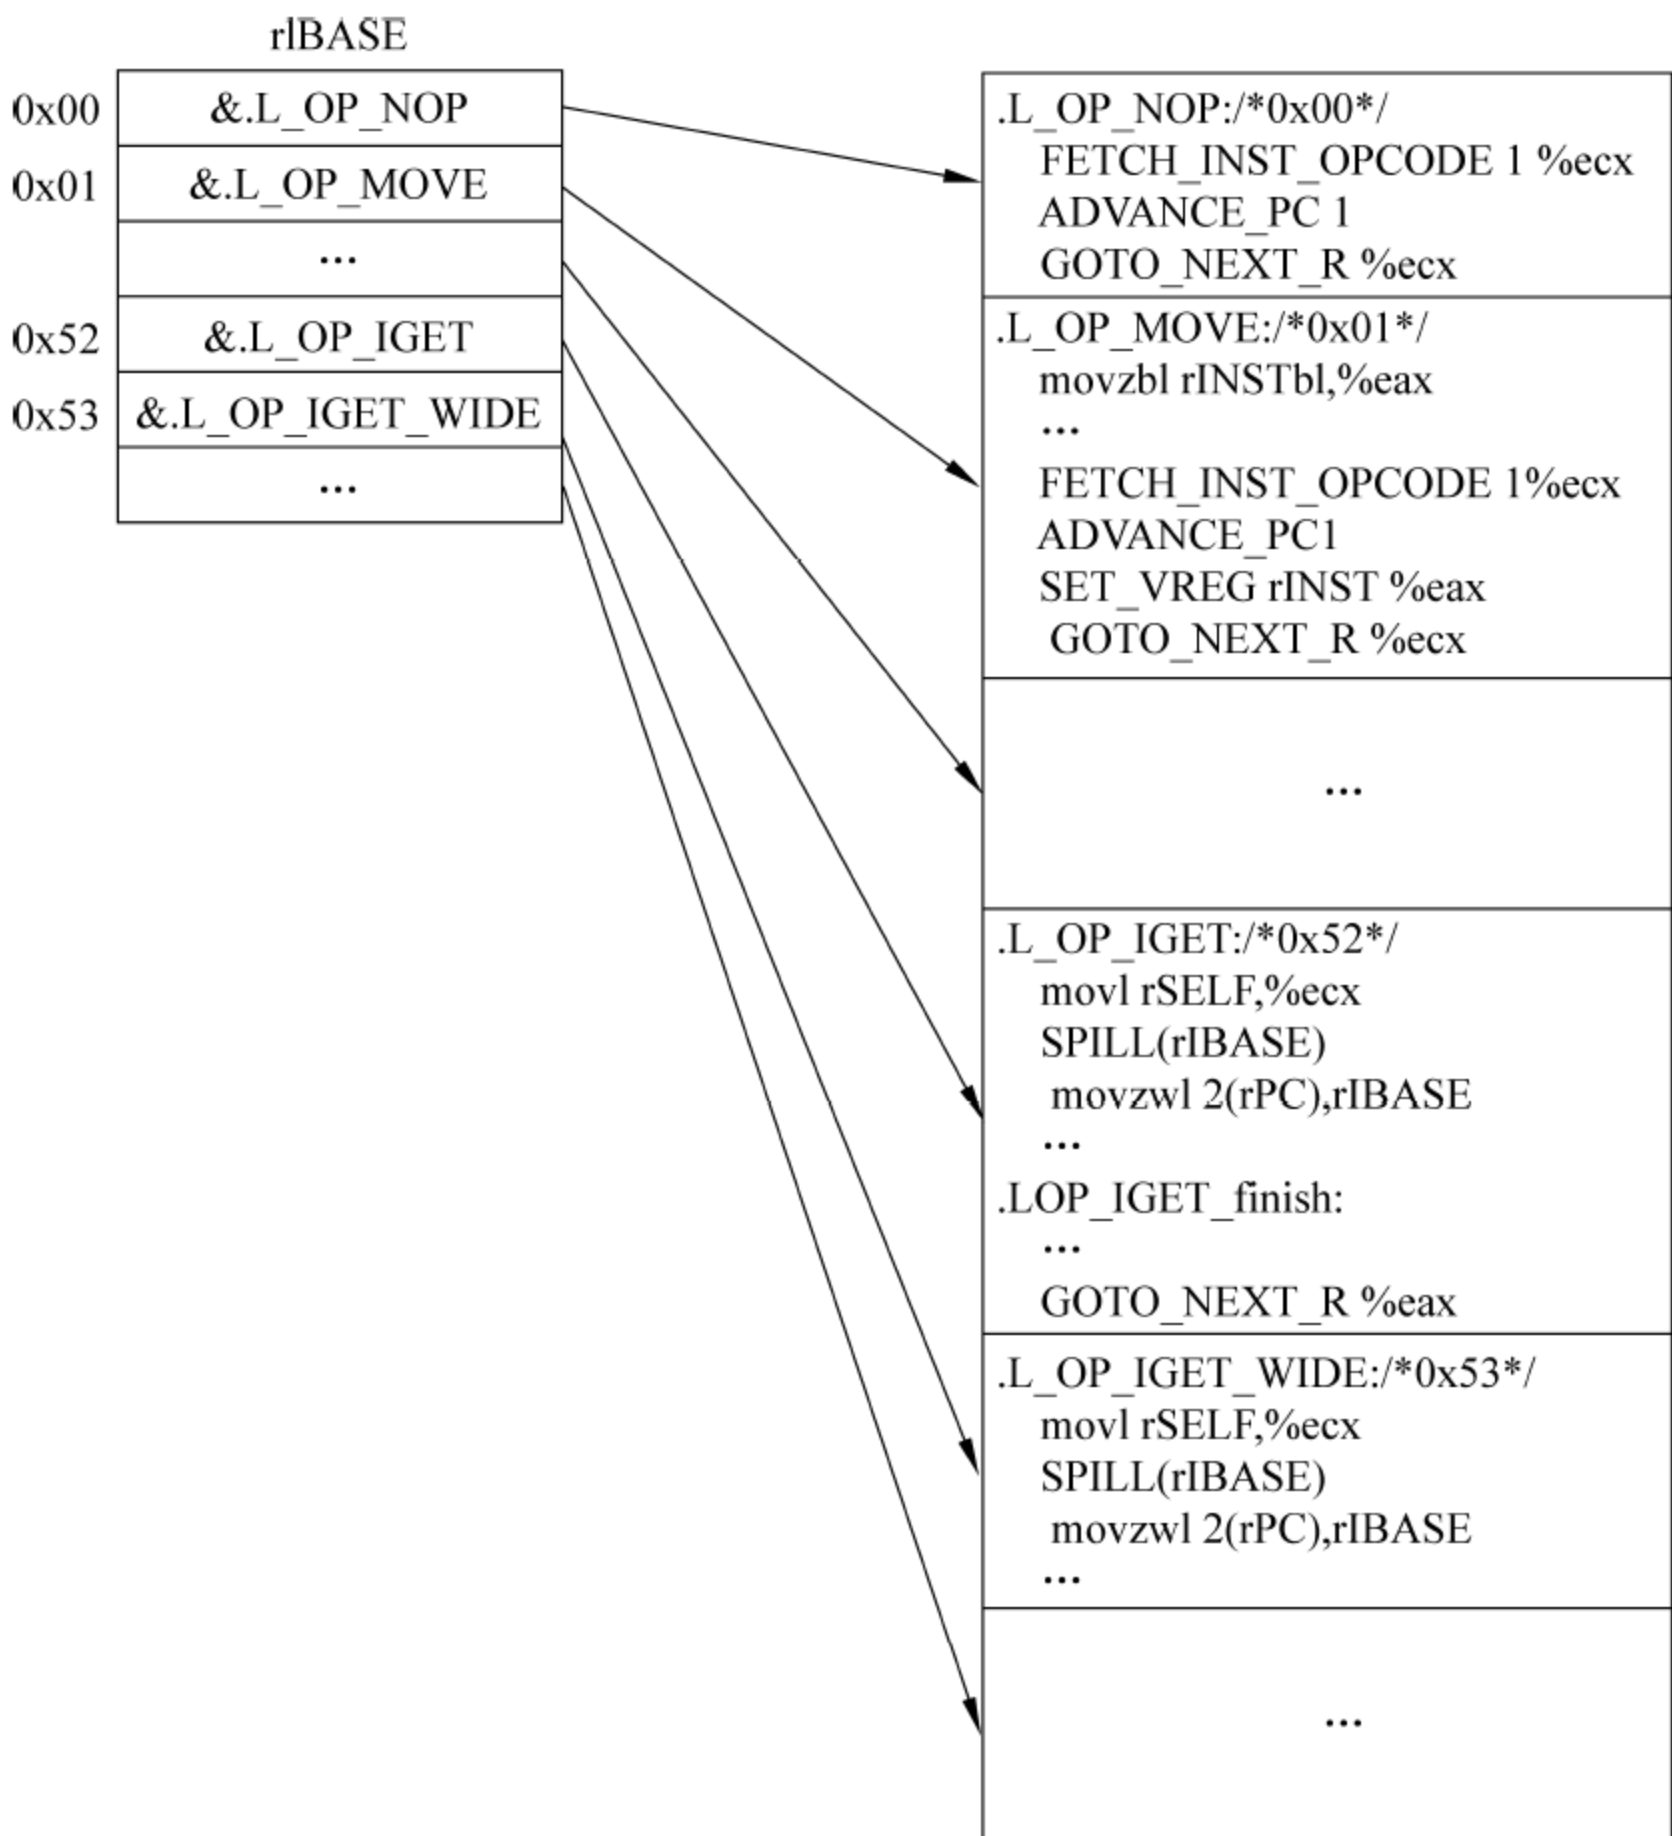 rlBASE
0x00 &.L_OP_NOP
0x01 &.L_OP_MOVE
...
0x52 &.L_OP_IGET
0x53 &.L_OP_IGET_WIDE
...
.L_OP_NOP:/*0x00*/
FETCH_INST_OPCODE 1 %ecx
ADVANCE_PC 1
GOTO_NEXT_R %ecx
.L_OP_MOVE:/*0x01*/
movzbl rINSTbl,%eax
...
FETCH_INST_OPCODE 1%ecx
ADVANCE_PC1
SET_VREG rINST %eax
GOTO_NEXT_R %ecx
...
.L_OP_IGET:/*0x52*/
movl rSELF,%ecx
SPILL(rIBASE)
movzwl 2(rPC),rIBASE
...
.LOP_IGET_finish:
...
GOTO_NEXT_R %eax
.L_OP_IGET_WIDE:/*0x53*/
movl rSELF,%ecx
SPILL(rIBASE)
movzwl 2(rPC),rIBASE
...
...